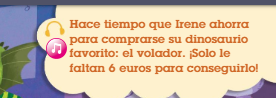 Hace tiempo que Irene ahorra
para comprarse su dinosaurio
favorito: el volador. ¡Solo le
faltan 6 euros para conseguirlo!